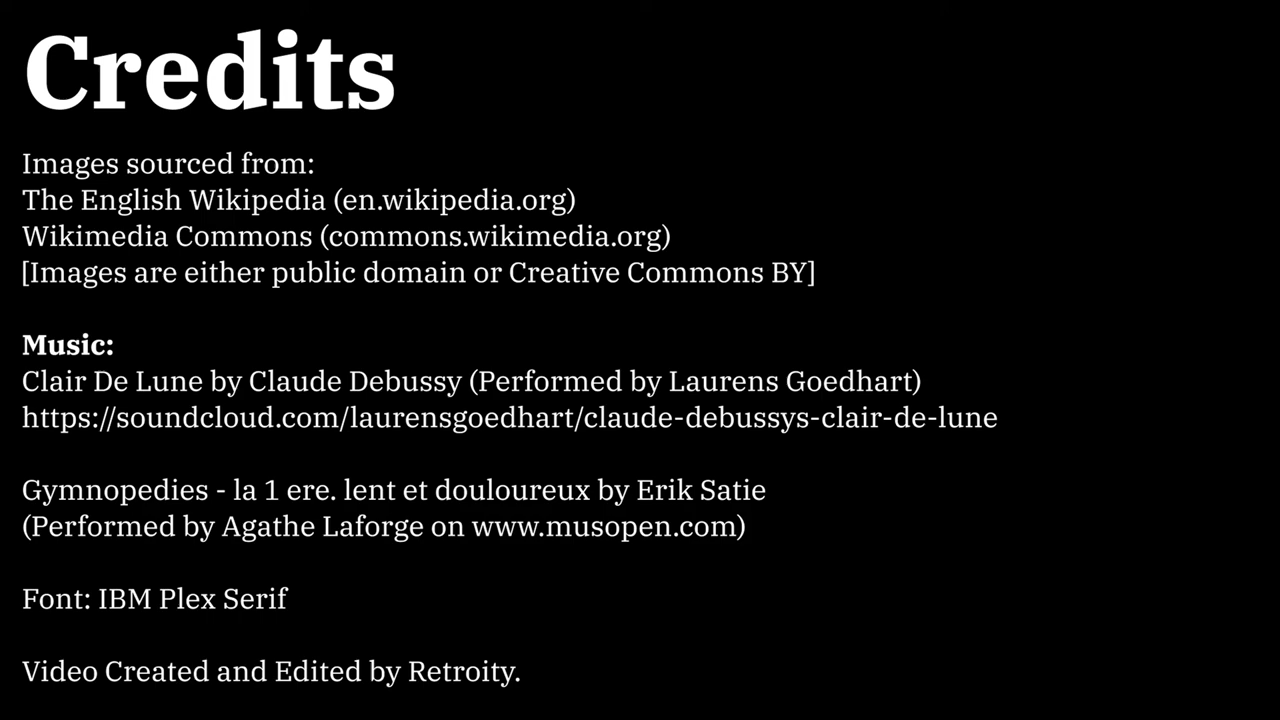 Credits
Images sourced from:
The English Wikipedia (en.wikipedia.org)
Wikimedia Commons (commons.wikimedia.org)
[Images are either public domain or Creative Commons BY]
Music:
Clair De Lune by Claude Debussy (Performed by Laurens Goedhart)
https://soundcloud.com/laurensgoedhart/claude-debussys-clair-de-lune
Gymnopedies - la 1 ere. lent et douloureux by Erik Satie
(Performed by Agathe Laforge on www.musopen.com)
Font: IBM Plex Serif
Video Created and Edited by Retroity.